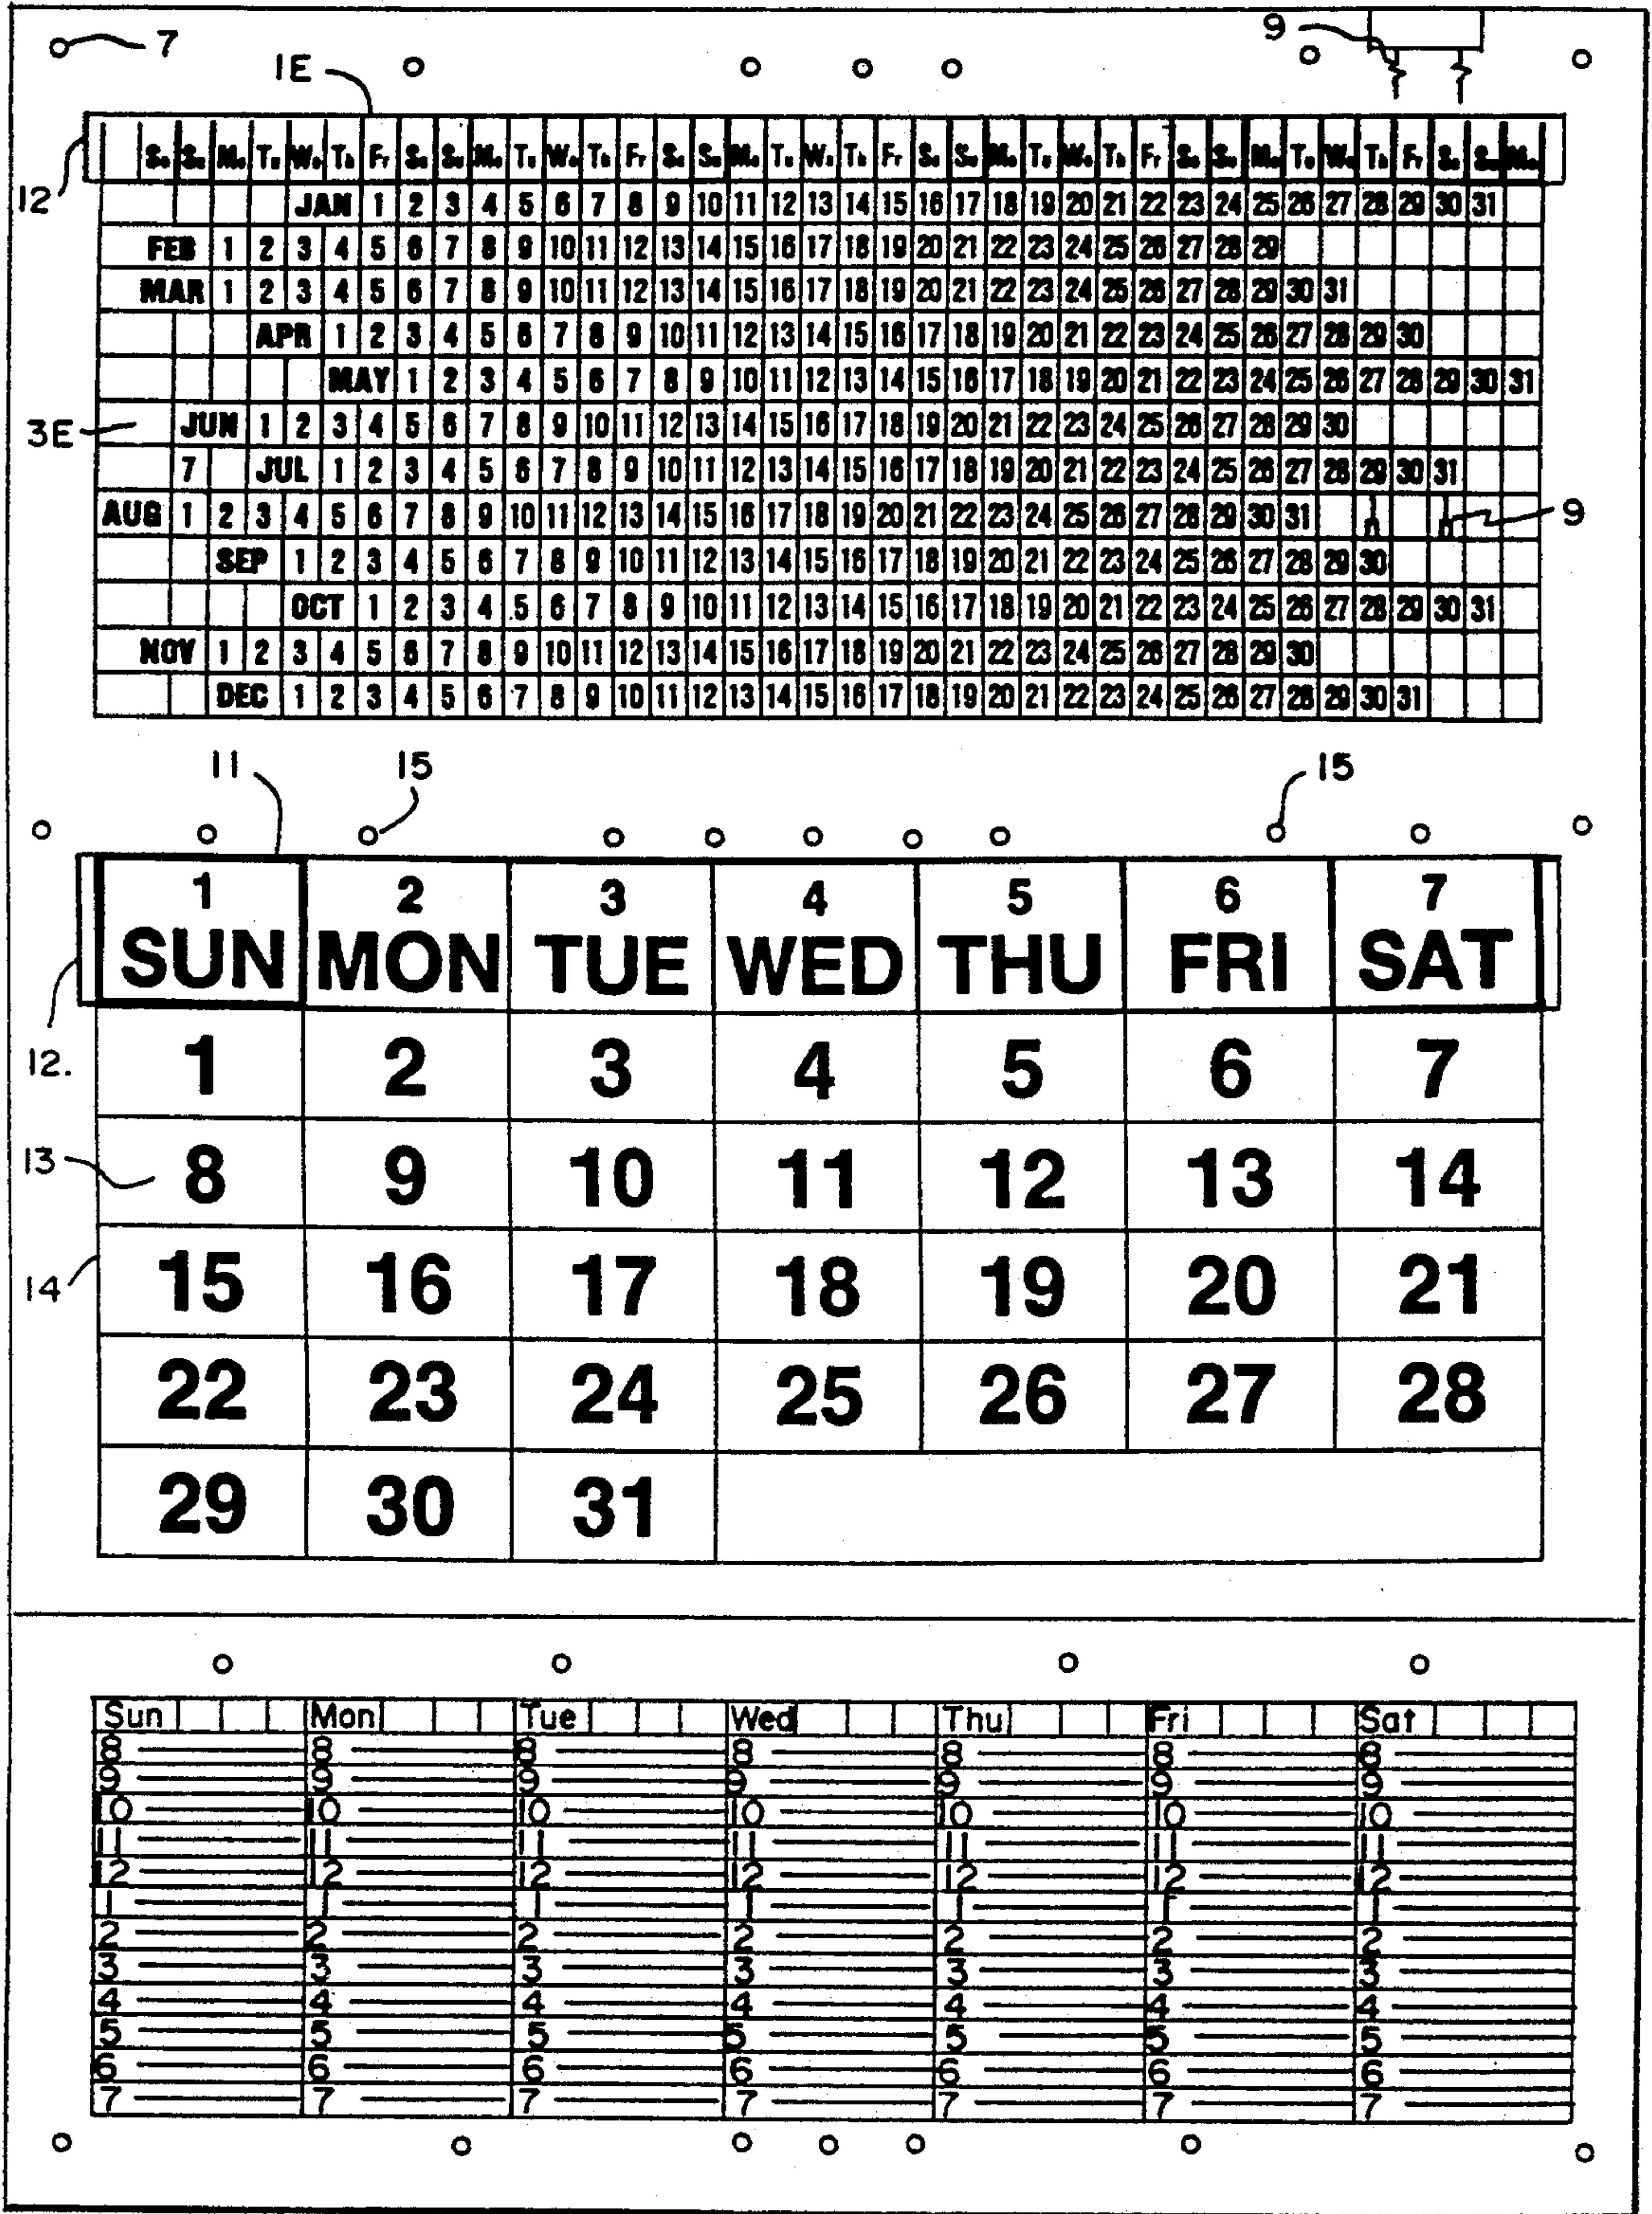 7
9
1E
Sa Su Mo Tu We Th Fr Sa Su Mo Tu We Th Fr Sa Su Mo Tu We Th Fr Sa Su Mo Tu We Th Fr Sa Su Mo Tu We Th Fr Sa Su Mo
12
JAN 1 2 3 4 5 6 7 8 9 10 11 12 13 14 15 16 17 18 19 20 21 22 23 24 25 26 27 28 29 30 31
FEB 1 2 3 4 5 6 7 8 9 10 11 12 13 14 15 16 17 18 19 20 21 22 23 24 25 26 27 28 29
MAR 1 2 3 4 5 6 7 8 9 10 11 12 13 14 15 16 17 18 19 20 21 22 23 24 25 26 27 28 29 30 31
APR 1 2 3 4 5 6 7 8 9 10 11 12 13 14 15 16 17 18 19 20 21 22 23 24 25 26 27 28 29 30
MAY 1 2 3 4 5 6 7 8 9 10 11 12 13 14 15 16 17 18 19 20 21 22 23 24 25 26 27 28 29 30 31
3E JUN 1 2 3 4 5 6 7 8 9 10 11 12 13 14 15 16 17 18 19 20 21 22 23 24 25 26 27 28 29 30
7 JUL 1 2 3 4 5 6 7 8 9 10 11 12 13 14 15 16 17 18 19 20 21 22 23 24 25 26 27 28 29 30 31
AUG 1 2 3 4 5 6 7 8 9 10 11 12 13 14 15 16 17 18 19 20 21 22 23 24 25 26 27 28 29 30 31 9
SEP 1 2 3 4 5 6 7 8 9 10 11 12 13 14 15 16 17 18 19 20 21 22 23 24 25 26 27 28 29 30
OCT 1 2 3 4 5 6 7 8 9 10 11 12 13 14 15 16 17 18 19 20 21 22 23 24 25 26 27 28 29 30 31
NOV 1 2 3 4 5 6 7 8 9 10 11 12 13 14 15 16 17 18 19 20 21 22 23 24 25 26 27 28 29 30
DEC 1 2 3 4 5 6 7 8 9 10 11 12 13 14 15 16 17 18 19 20 21 22 23 24 25 26 27 28 29 30 31
11 15 15
1 2 3 4 5 6 7
SUN MON TUE WED THU FRI SAT
12. 1 2 3 4 5 6 7
13 8 9 10 11 12 13 14
14 15 16 17 18 19 20 21
22 23 24 25 26 27 28
29 30 31
Sun Mon Tue Wed Thu Fri Sat
8 8 8 8 8 8 8
9 9 9 9 9 9 9
10 10 10 10 10 10 10
11 11 11 11 11 11 11
12 12 12 12 12 12 12
1 1 1 1 1 1 1
2 2 2 2 2 2 2
3 3 3 3 3 3 3
4 4 4 4 4 4 4
5 5 5 5 5 5 5
6 6 6 6 6 6 6
7 7 7 7 7 7 7